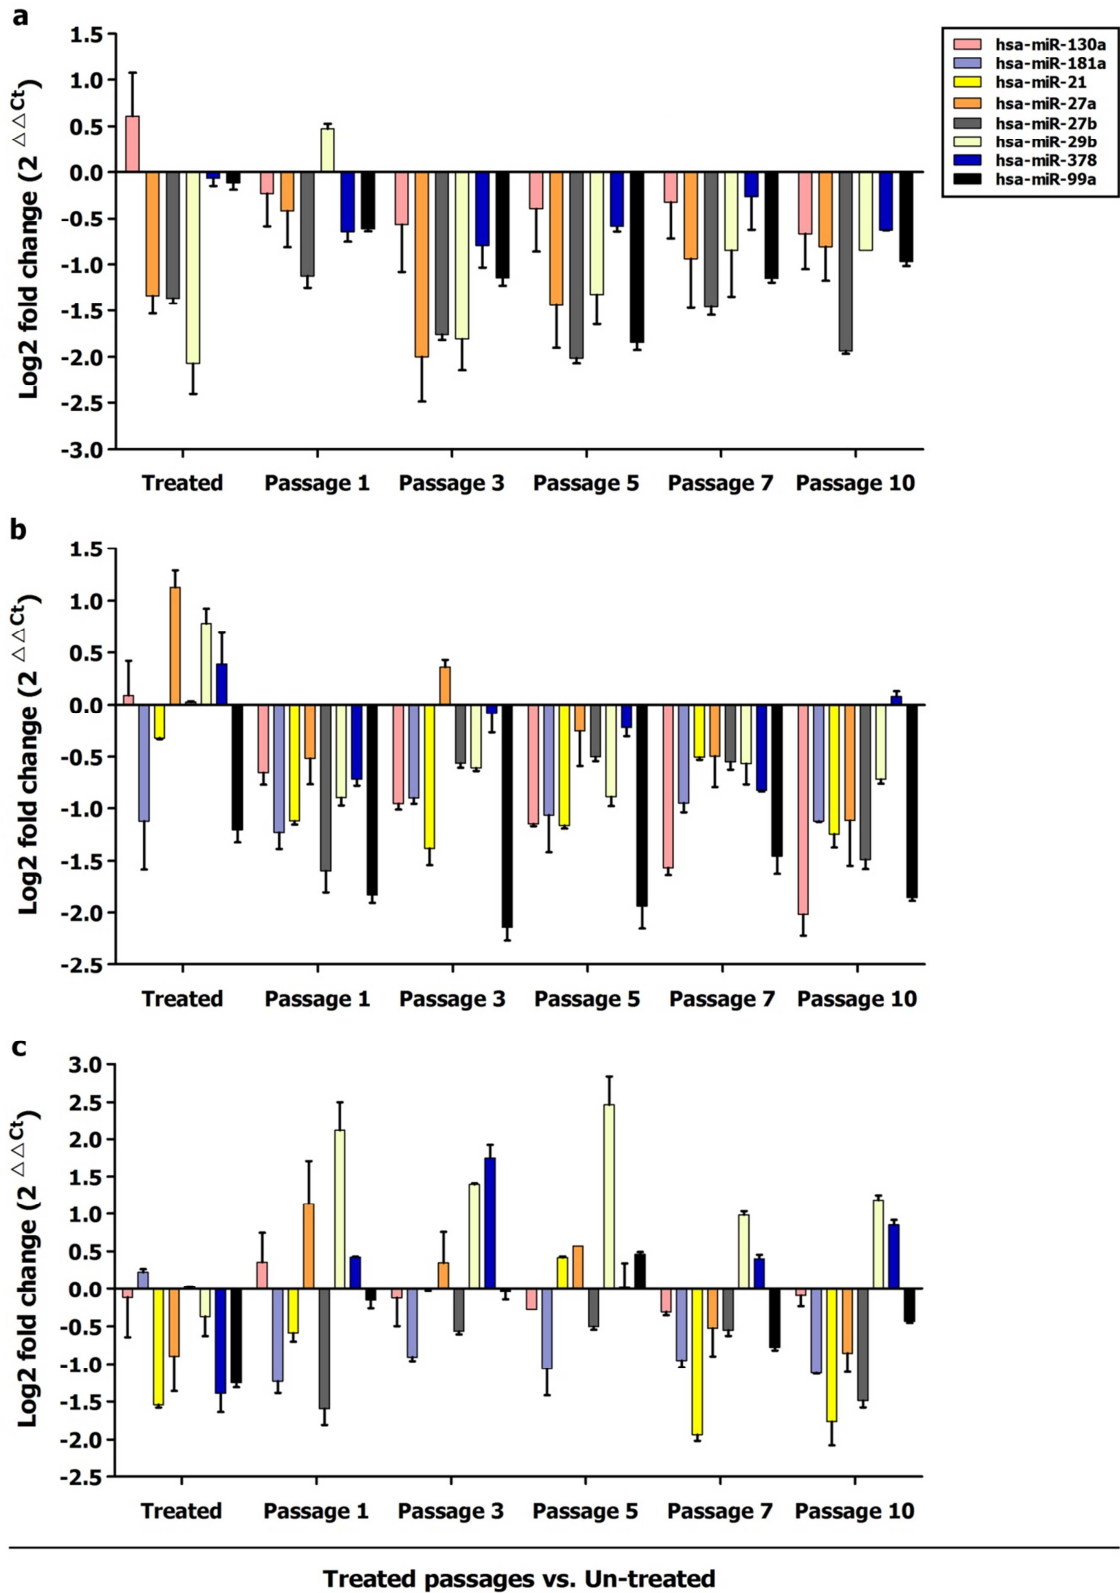 a
Log2 fold change (2 △△Ct)
1.5
1.0
0.5
0.0
-0.5
-1.0
-1.5
-2.0
-2.5
-3.0
Treated Passage 1 Passage 3 Passage 5 Passage 7 Passage 10
hsa-miR-130a
hsa-miR-181a
hsa-miR-21
hsa-miR-27a
hsa-miR-27b
hsa-miR-29b
hsa-miR-378
hsa-miR-99a
b
Log2 fold change (2 △△Ct)
1.5
1.0
0.5
0.0
-0.5
-1.0
-1.5
-2.0
-2.5
Treated Passage 1 Passage 3 Passage 5 Passage 7 Passage 10
c
Log2 fold change (2 △△Ct)
3.0
2.5
2.0
1.5
1.0
0.5
0.0
-0.5
-1.0
-1.5
-2.0
-2.5
Treated Passage 1 Passage 3 Passage 5 Passage 7 Passage 10
Treated passages vs. Un-treated